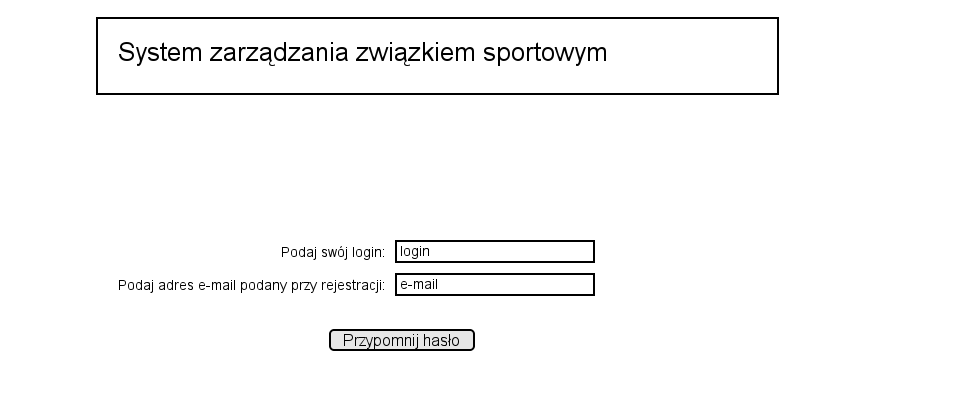 System zarządzania związkiem sportowym
Podaj swój login: login
Podaj adres e-mail podany przy rejestracji: e-mail
Przypomnij hasło